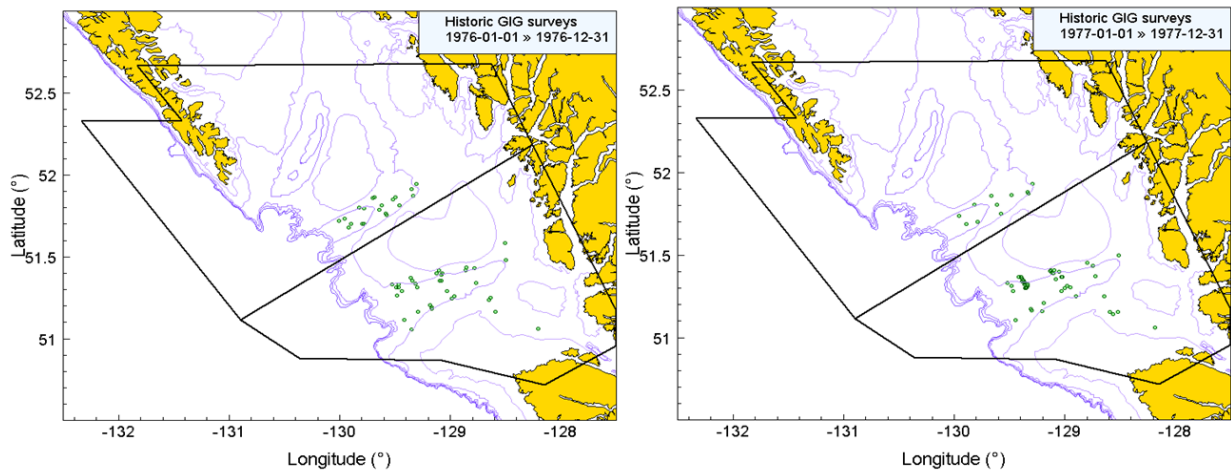 Historic GIG surveys
1976-01-01 » 1976-12-31
Latitude (°)
52.5
52
51.5
51
-132
-131
-130
-129
-128
Longitude (°)
Historic GIG surveys
1977-01-01 » 1977-12-31
Latitude (°)
52.5
52
51.5
51
-132
-131
-130
-129
-128
Longitude (°)